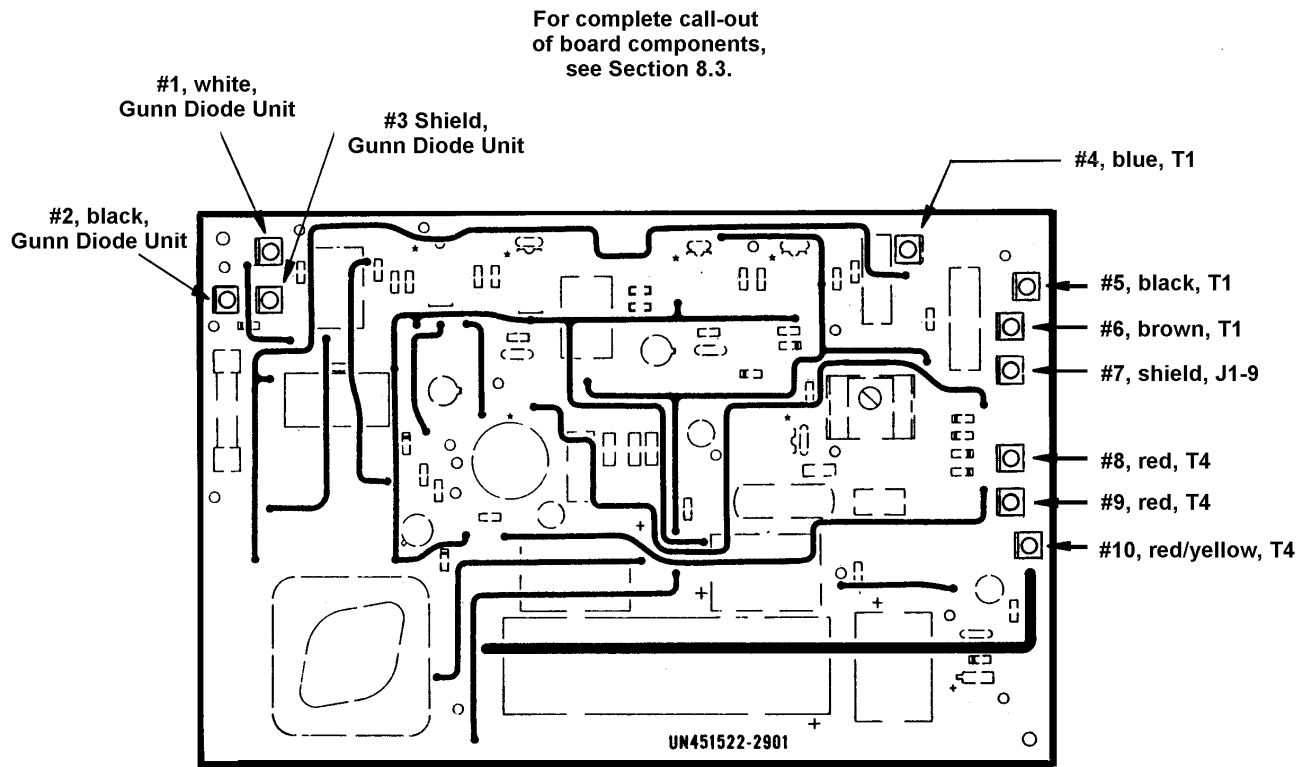 For complete call-out
of board components,
see Section 8.3.
#1, white,
Gunn Diode Unit
#3 Shield,
Gunn Diode Unit
#4, blue, T1
#2, black,
Gunn Diode Unit
#5, black, T1
#6, brown, T1
#7, shield, J1-9
#8, red, T4
#9, red, T4
#10, red/yellow, T4
UN451522-2901